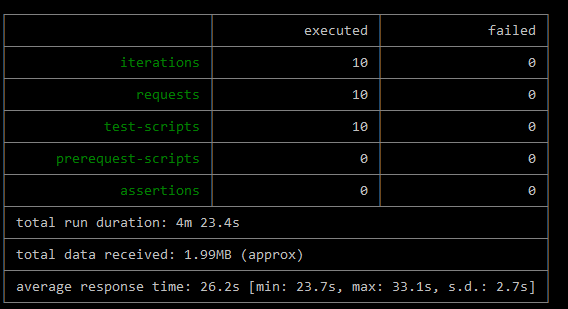 executed failed
iterations 10 0
requests 10 0
test-scripts 10 0
prerequest-scripts 0 0
assertions 0 0
total run duration: 4m 23.4s
total data received: 1.99MB (approx)
average response time: 26.2s [min: 23.7s, max: 33.1s, s.d.: 2.7s]